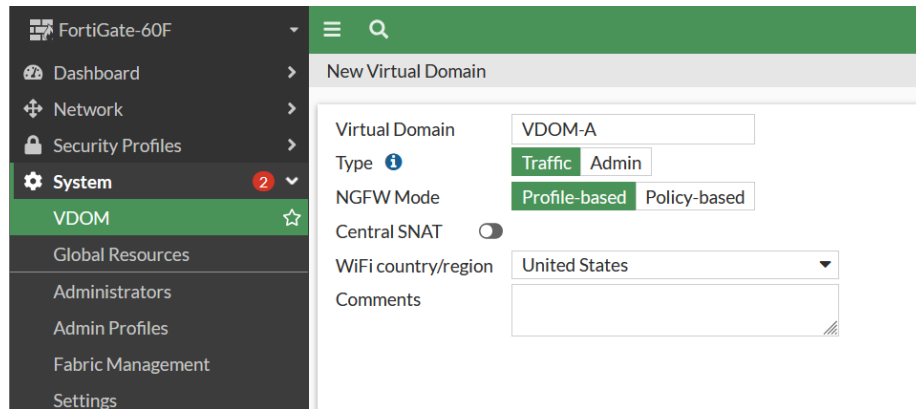 FortiGate-60F
Dashboard
Network
Security Profiles
System 2
VDOM
Global Resources
Administrators
Admin Profiles
Fabric Management
Settings
New Virtual Domain
Virtual Domain VDOM-A
Type Traffic Admin
NGFW Mode Profile-based Policy-based
Central SNAT
WiFi country/region United States
Comments